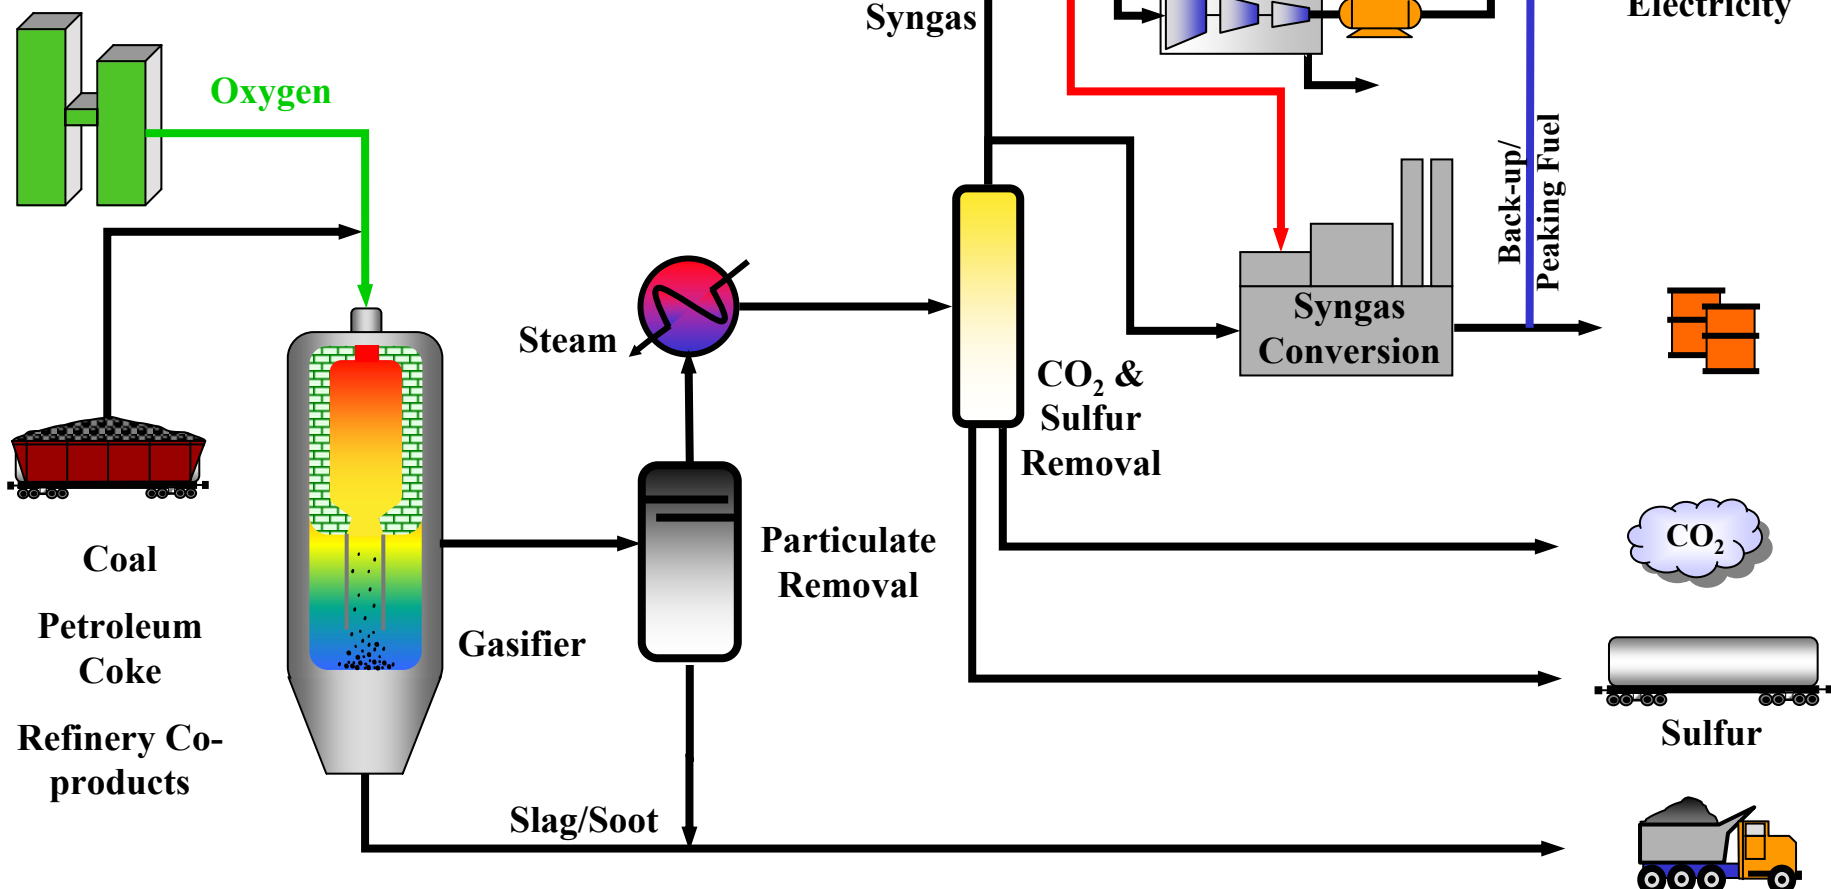 Syngas
Electricity
Oxygen
Back-up/
Peaking Fuel
Steam
Syngas
Conversion
CO₂ &
Sulfur
Removal
Coal
Petroleum
Coke
Refinery Co-
products
Gasifier
Particulate
Removal
CO₂
Sulfur
Slag/Soot